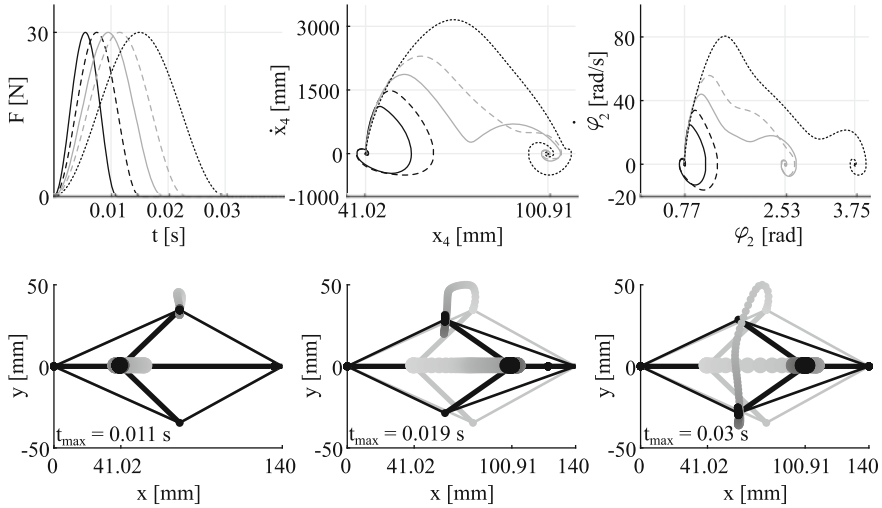 F [N]
30
0
0.01 0.02 0.03
t [s]
ẋ₄ [mm]
3000
1500
0
-1000
41.02 100.91
x₄ [mm]
φ̇₂ [rad/s]
80
40
0
-20
0.77 2.53 3.75
φ₂ [rad]
y [mm]
50
0
-50
t_max = 0.011 s
0 41.02 140
x [mm]
y [mm]
50
0
-50
t_max = 0.019 s
0 41.02 100.91 140
x [mm]
y [mm]
50
0
-50
t_max = 0.03 s
0 41.02 100.91 140
x [mm]